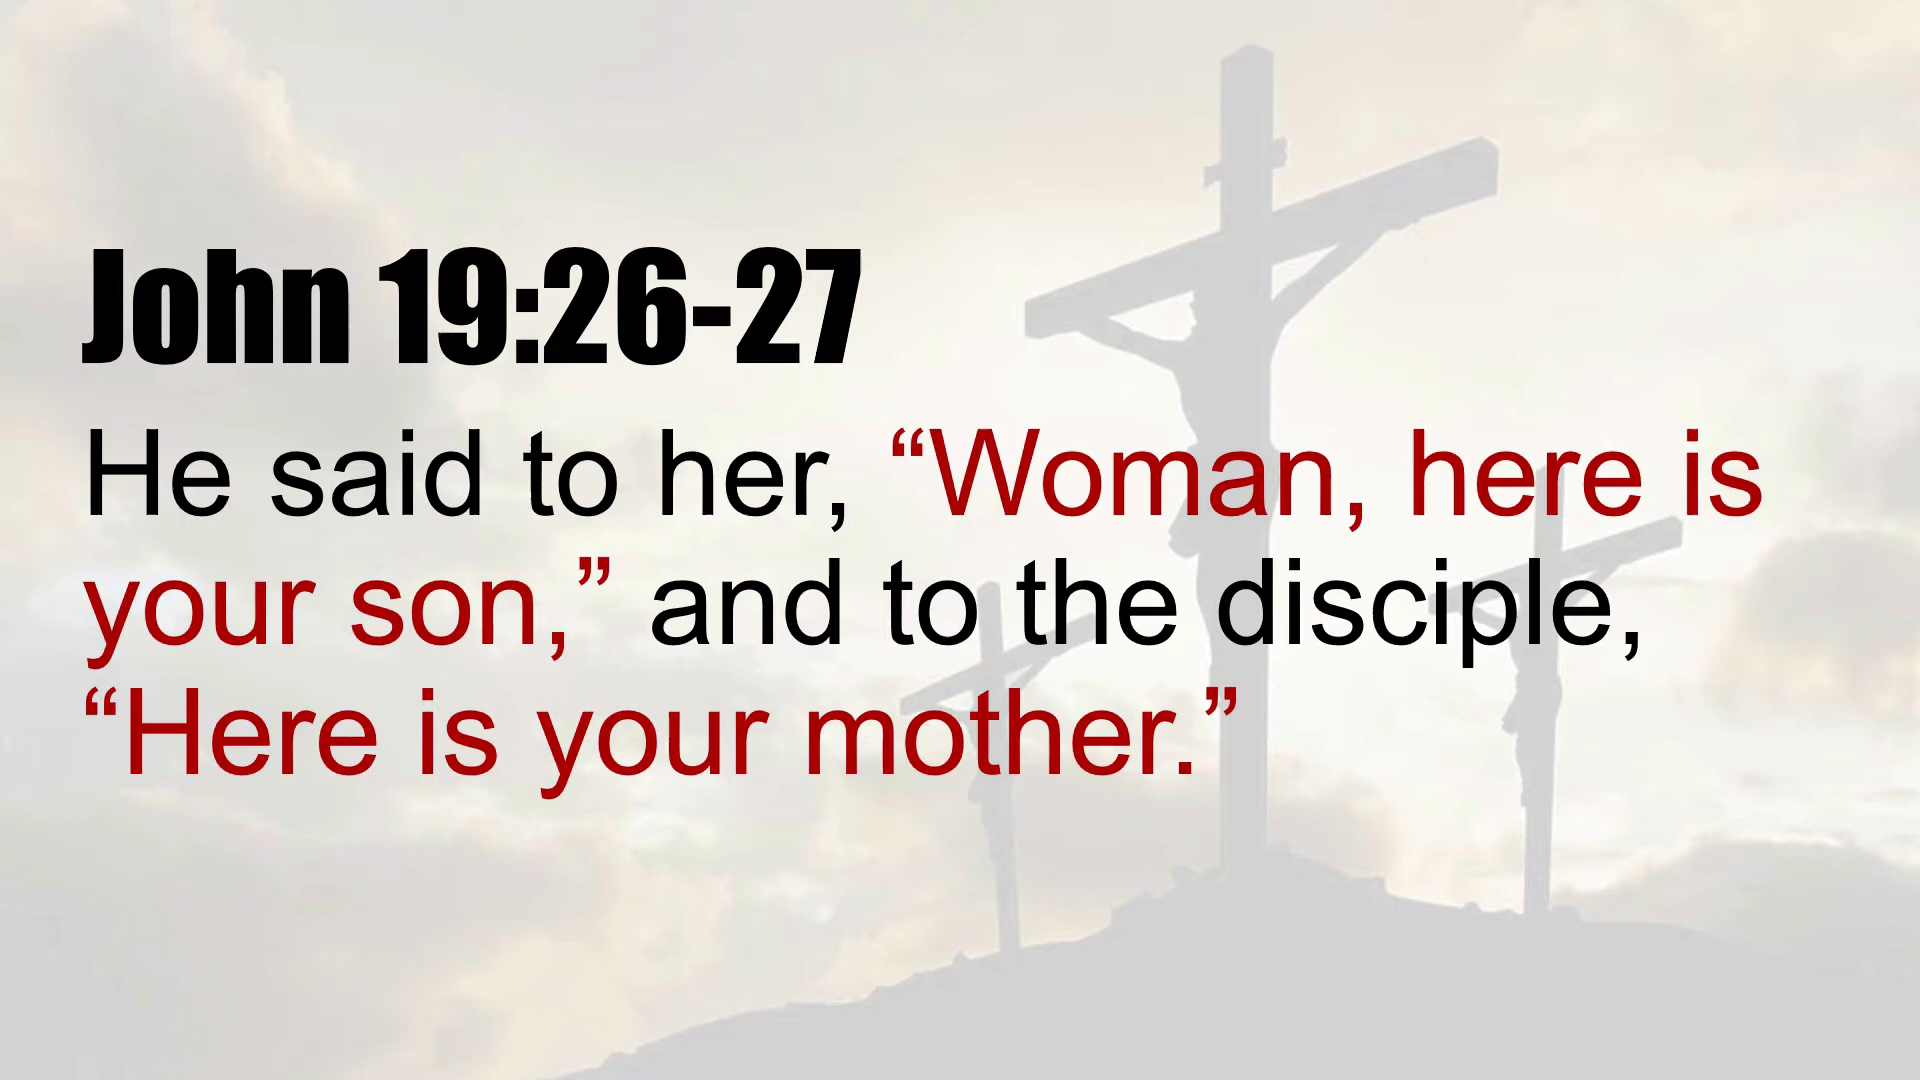 John 19:26-27
He said to her, “Woman, here is
your son,” and to the disciple,
“Here is your mother.”